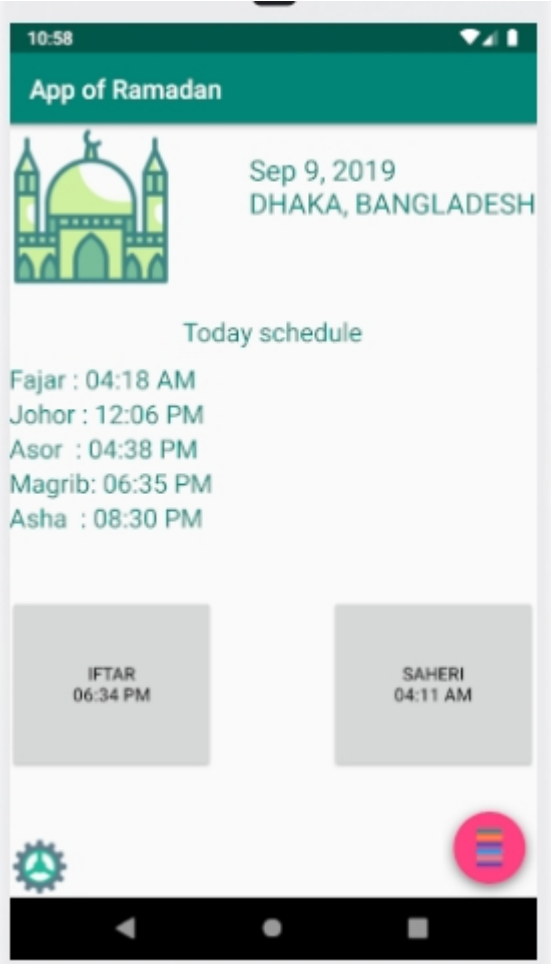 10:58
App of Ramadan
Sep 9, 2019
DHAKA, BANGLADESH
Today schedule
Fajar : 04:18 AM
Johor : 12:06 PM
Asor  : 04:38 PM
Magrib: 06:35 PM
Asha  : 08:30 PM
IFTAR
06:34 PM
SAHERI
04:11 AM